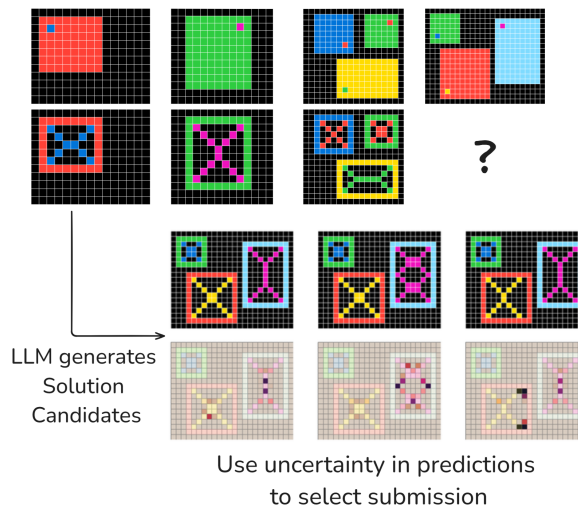 ?
LLM generates
Solution
Candidates
Use uncertainty in predictions
to select submission